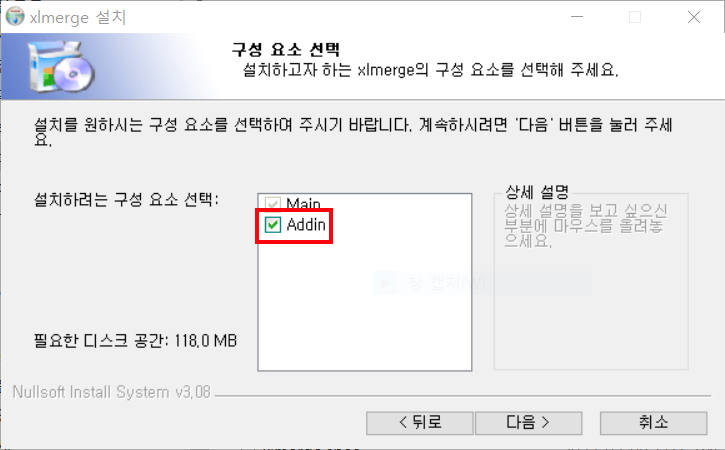 xlmerge 설치
구성 요소 선택
설치하고자 하는 xlmerge의 구성 요소를 선택해 주세요.
설치를 원하시는 구성 요소를 선택하여 주시기 바랍니다. 계속하시려면 '다음' 버튼을 눌러 주세
요.
설치하려는 구성 요소 선택:
Main
Addin
상세 설명
상세 설명을 보고 싶으신
부분에 마우스를 올려놓
으세요.
창 캡처(W)
필요한 디스크 공간: 118.0 MB
Nullsoft Install System v3.08
< 뒤로
다음 >
취소